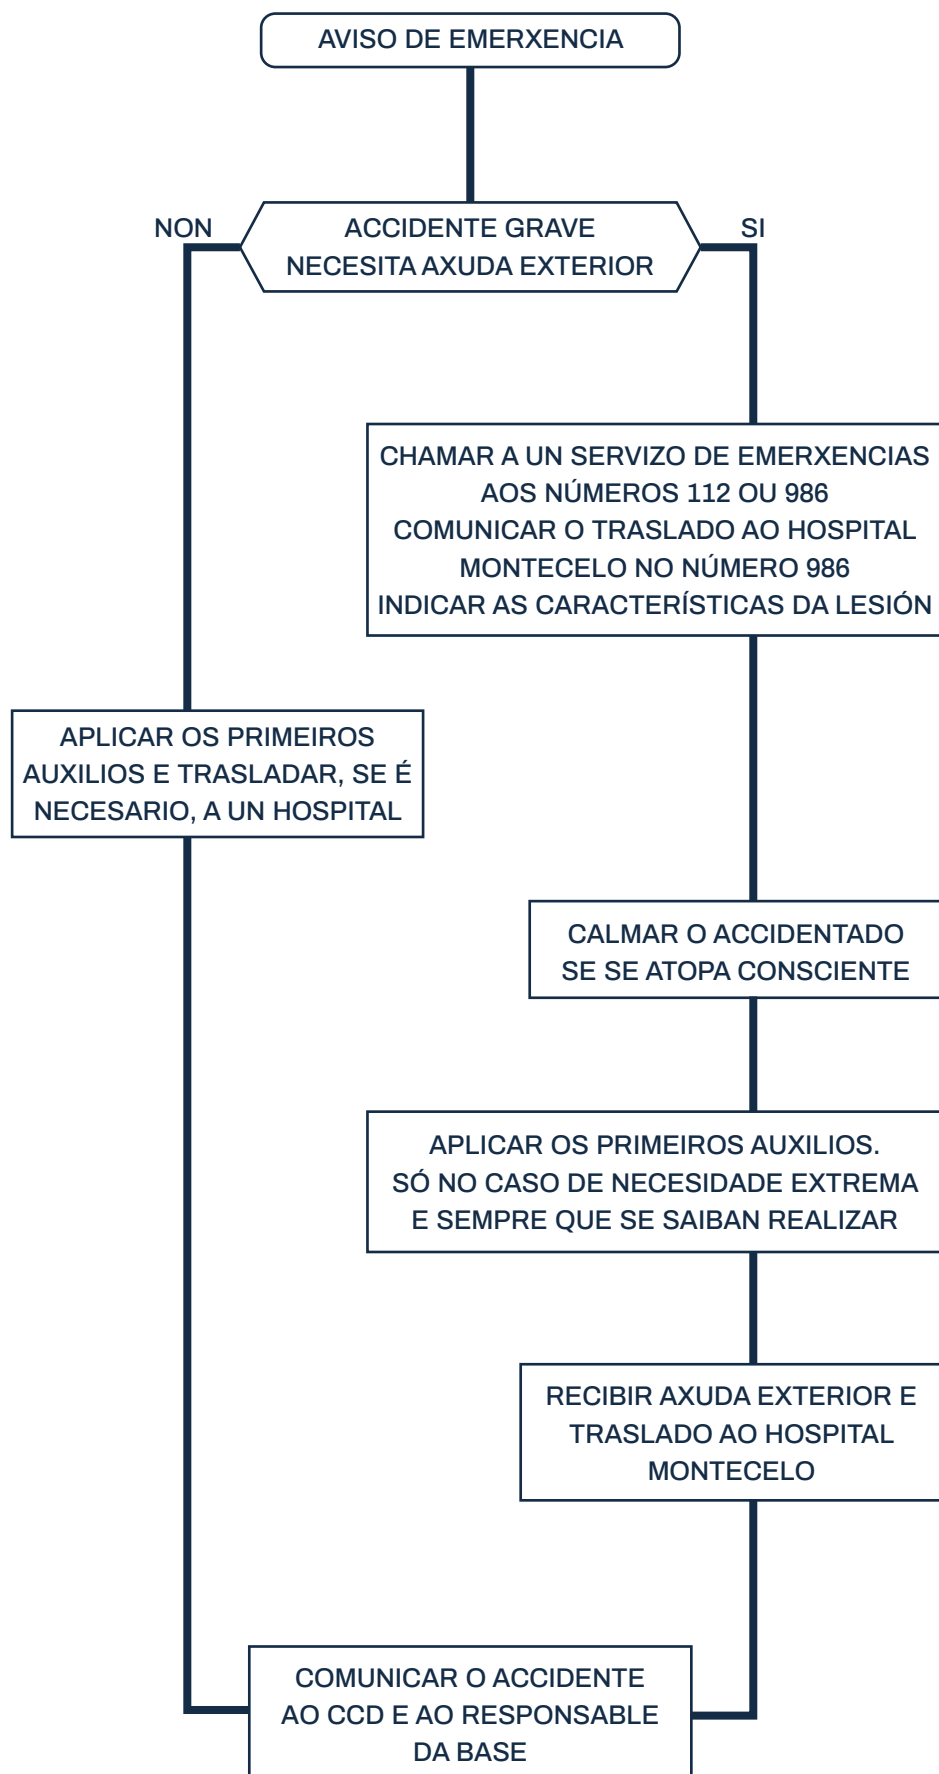 AVISO DE EMERXENCIA
NON
ACCIDENTE GRAVE
NECESITA AXUDA EXTERIOR
SI
CHAMAR A UN SERVIZO DE EMERXENCIAS
AOS NÚMEROS 112 OU 986
COMUNICAR O TRASLADO AO HOSPITAL
MONTECELO NO NÚMERO 986
INDICAR AS CARACTERÍSTICAS DA LESIÓN
APLICAR OS PRIMEIROS
AUXILIOS E TRASLADAR, SE É
NECESARIO, A UN HOSPITAL
CALMAR O ACCIDENTADO
SE SE ATOPA CONSCIENTE
APLICAR OS PRIMEIROS AUXILIOS.
SÓ NO CASO DE NECESIDADE EXTREMA
E SEMPRE QUE SE SAIBAN REALIZAR
RECIBIR AXUDA EXTERIOR E
TRASLADO AO HOSPITAL
MONTECELO
COMUNICAR O ACCIDENTE
AO CCD E AO RESPONSABLE
DA BASE